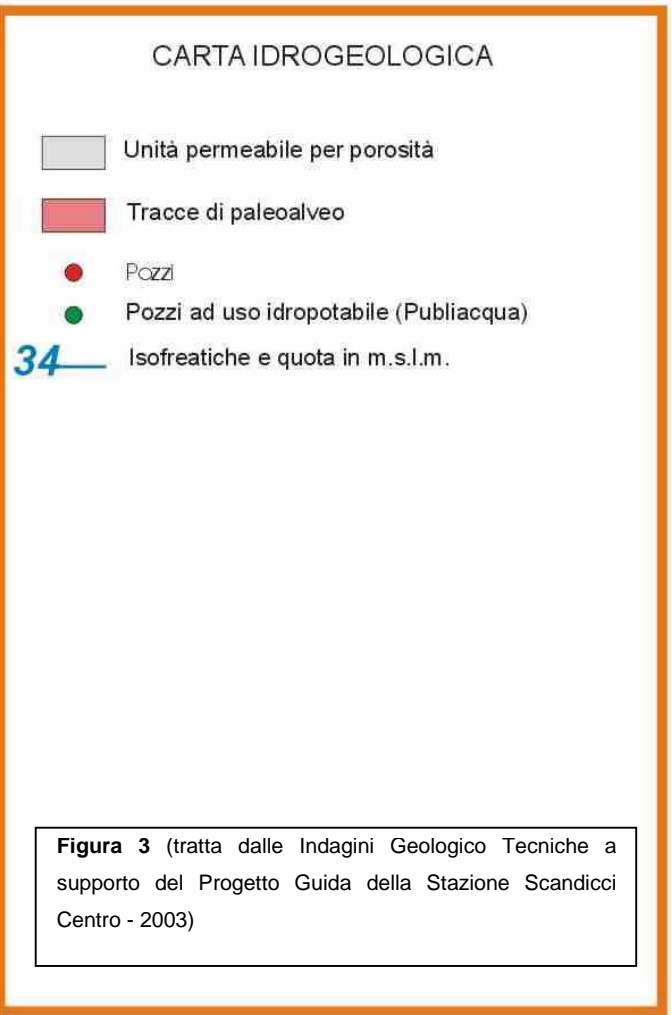 CARTA IDROGEOLOGICA
Unità permeabile per porosità
Tracce di paleoalveo
Pozzi
Pozzi ad uso idropotabile (Publiacqua)
34 Isofreatiche e quota in m.s.l.m.
Figura 3 (tratta dalle Indagini Geologico Tecniche a
supporto del Progetto Guida della Stazione Scandicci
Centro - 2003)